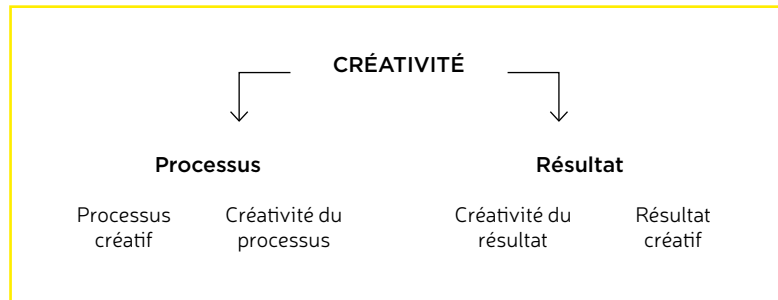 CRÉATIVITÉ
Processus
Résultat
Processus créatif
Créativité du processus
Créativité du résultat
Résultat créatif